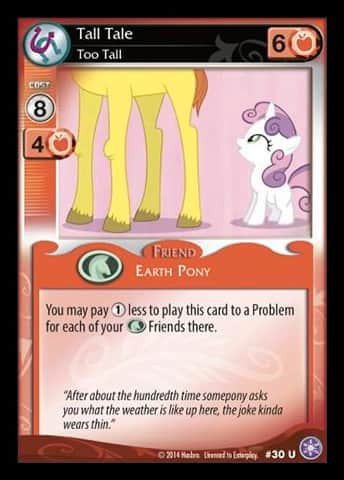 Tall Tale
Too Tall
6
COST
8
4
FRIEND
EARTH PONY
You may pay 1 less to play this card to a Problem
for each of your Friends there.
"After about the hundredth time somepony asks
you what the weather is like up here, the joke kinda
wears thin."
© 2014 Hasbro. Licensed to Enterplay. #30 U